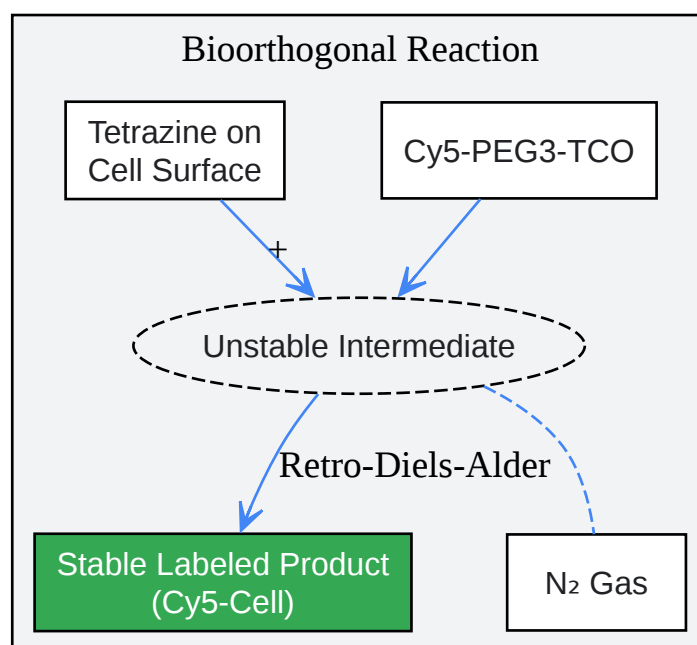 Bioorthogonal Reaction
Tetrazine on
Cell Surface
Cy5-PEG3-TCO
+
Unstable Intermediate
Retro-Diels-Alder
Stable Labeled Product
(Cy5-Cell)
N₂ Gas